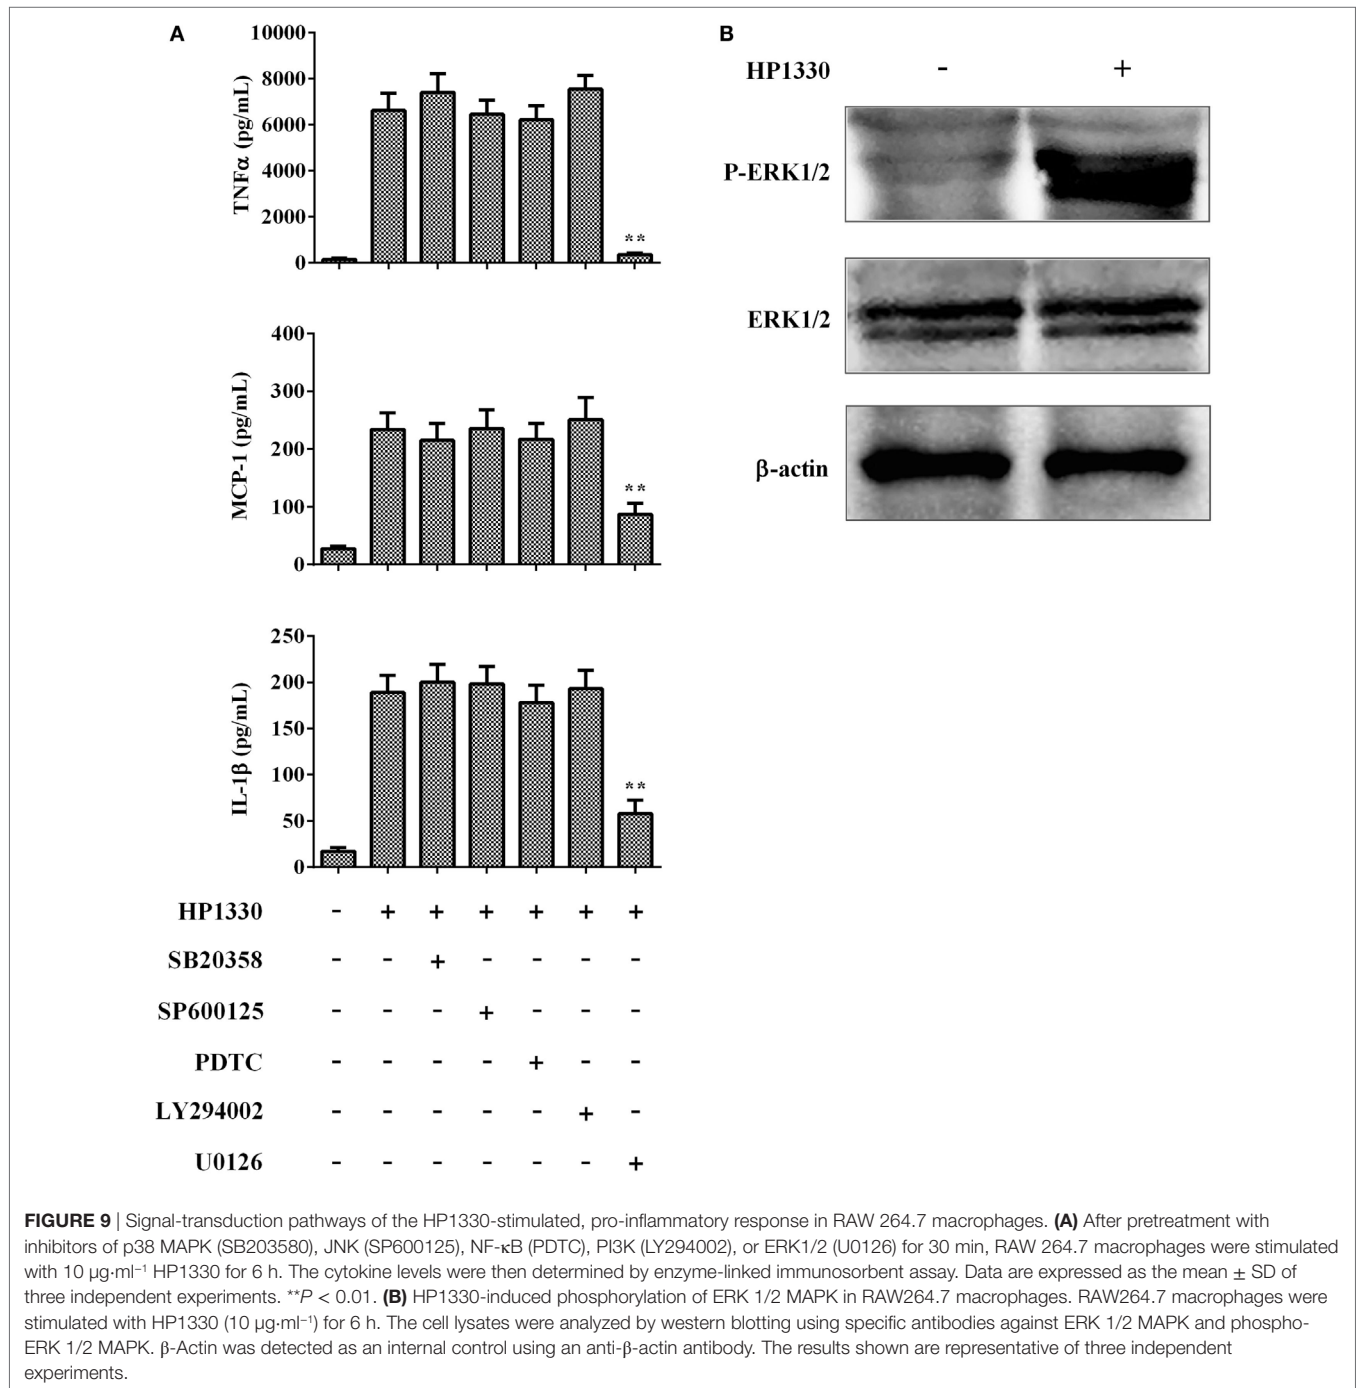 A
10000
8000
6000
4000
2000
0
TNFα (pg/mL)
**
400
300
200
100
0
MCP-1 (pg/mL)
**
250
200
150
100
50
0
IL-1β (pg/mL)
**
HP1330 - + + + + + +
SB20358 - - + - - - -
SP600125 - - - + - - -
PDTC - - - - + - -
LY294002 - - - - - + -
U0126 - - - - - - +
B
HP1330 - +
P-ERK1/2
ERK1/2
β-actin
FIGURE 9 | Signal-transduction pathways of the HP1330-stimulated, pro-inflammatory response in RAW 264.7 macrophages. (A) After pretreatment with
inhibitors of p38 MAPK (SB203580), JNK (SP600125), NF-κB (PDTC), PI3K (LY294002), or ERK1/2 (U0126) for 30 min, RAW 264.7 macrophages were stimulated
with 10 µg·ml⁻¹ HP1330 for 6 h. The cytokine levels were then determined by enzyme-linked immunosorbent assay. Data are expressed as the mean ± SD of
three independent experiments. **P < 0.01. (B) HP1330-induced phosphorylation of ERK 1/2 MAPK in RAW264.7 macrophages. RAW264.7 macrophages were
stimulated with HP1330 (10 µg·ml⁻¹) for 6 h. The cell lysates were analyzed by western blotting using specific antibodies against ERK 1/2 MAPK and phospho-
ERK 1/2 MAPK. β-Actin was detected as an internal control using an anti-β-actin antibody. The results shown are representative of three independent
experiments.